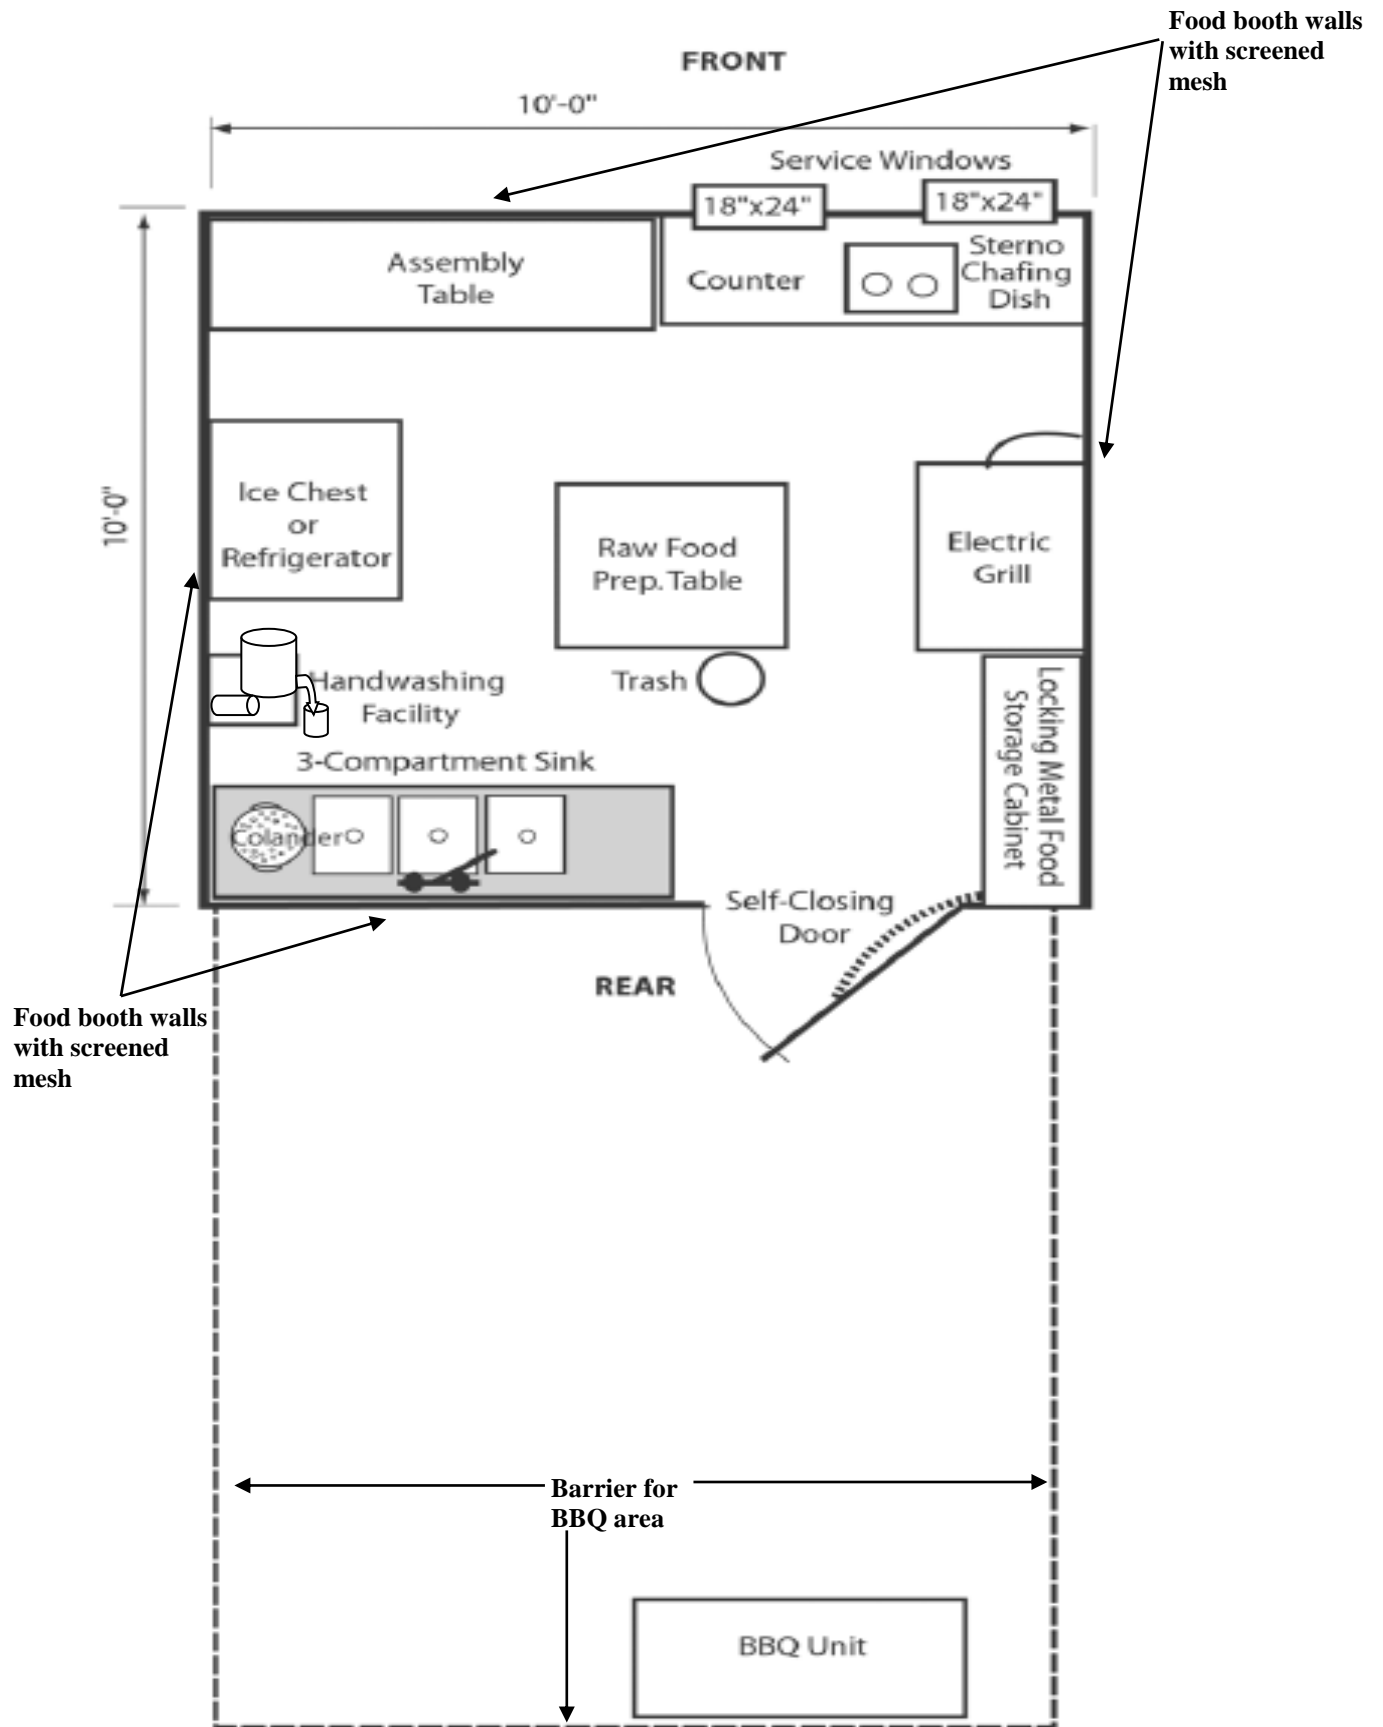 Food booth walls
with screened
mesh
FRONT
10'-0"
Service Windows
18"x24"
18"x24"
Assembly
Table
Counter
Sterno
Chafing
Dish
10'-0"
Ice Chest
or
Refrigerator
Raw Food
Prep. Table
Electric
Grill
Handwashing
Facility
Trash
Locking Metal Food
Storage Cabinet
3-Compartment Sink
Colander
Self-Closing
Door
REAR
Food booth walls
with screened
mesh
Barrier for
BBQ area
BBQ Unit